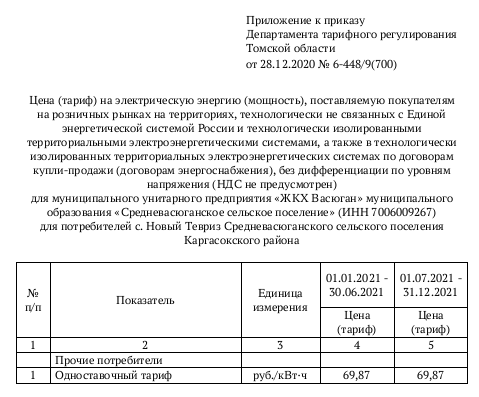 Приложение к приказу
Департамента тарифного регулирования
Томской области
от 28.12.2020 № 6-448/9(700)
Цена (тариф) на электрическую энергию (мощность), поставляемую покупателям
на розничных рынках на территориях, технологически не связанных с Единой
энергетической системой России и технологически изолированными
территориальными электроэнергетическими системами, а также в технологически
изолированных территориальных электроэнергетических системах по договорам
купли-продажи (договорам энергоснабжения), без дифференциации по уровням
напряжения (НДС не предусмотрен)
для муниципального унитарного предприятия «ЖКХ Васюган» муниципального
образования «Средневасюганское сельское поселение» (ИНН 7006009267)
для потребителей с. Новый Тевриз Средневасюганского сельского поселения
Каргасокского района
№ п/п Показатель Единица измерения 01.01.2021 - 30.06.2021 01.07.2021 - 31.12.2021
Цена (тариф) Цена (тариф)
1 2 3 4 5
Прочие потребители
1 Одноставочный тариф руб./кВт·ч 69,87 69,87